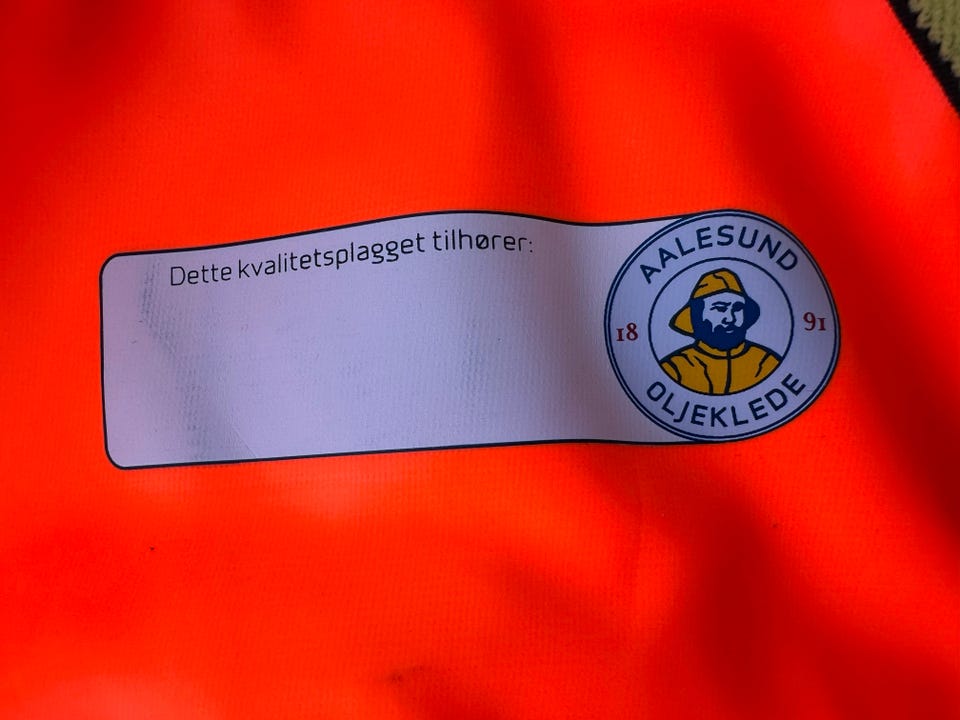 Dette kvalitetsplagget tilhører:
AALESUND
18 91
OLJEKLEDE